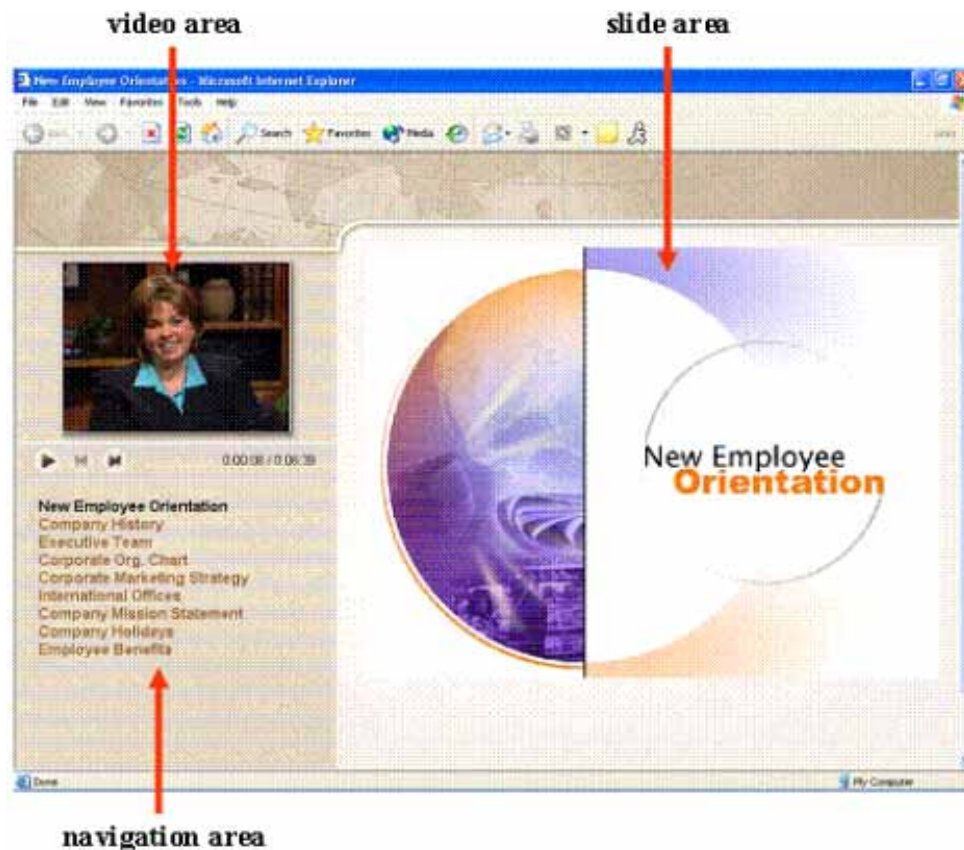 video area
slide area
New Employee Orientation - Microsoft Internet Explorer
File Edit View Favorites Tools Help
Search Favorites Media
New Employee
Orientation
New Employee Orientation
Company History
Executive Team
Corporate Org. Chart
Corporate Marketing Strategy
International Offices
Company Mission Statement
Company Holidays
Employee Benefits
Done
My Computer
navigation area